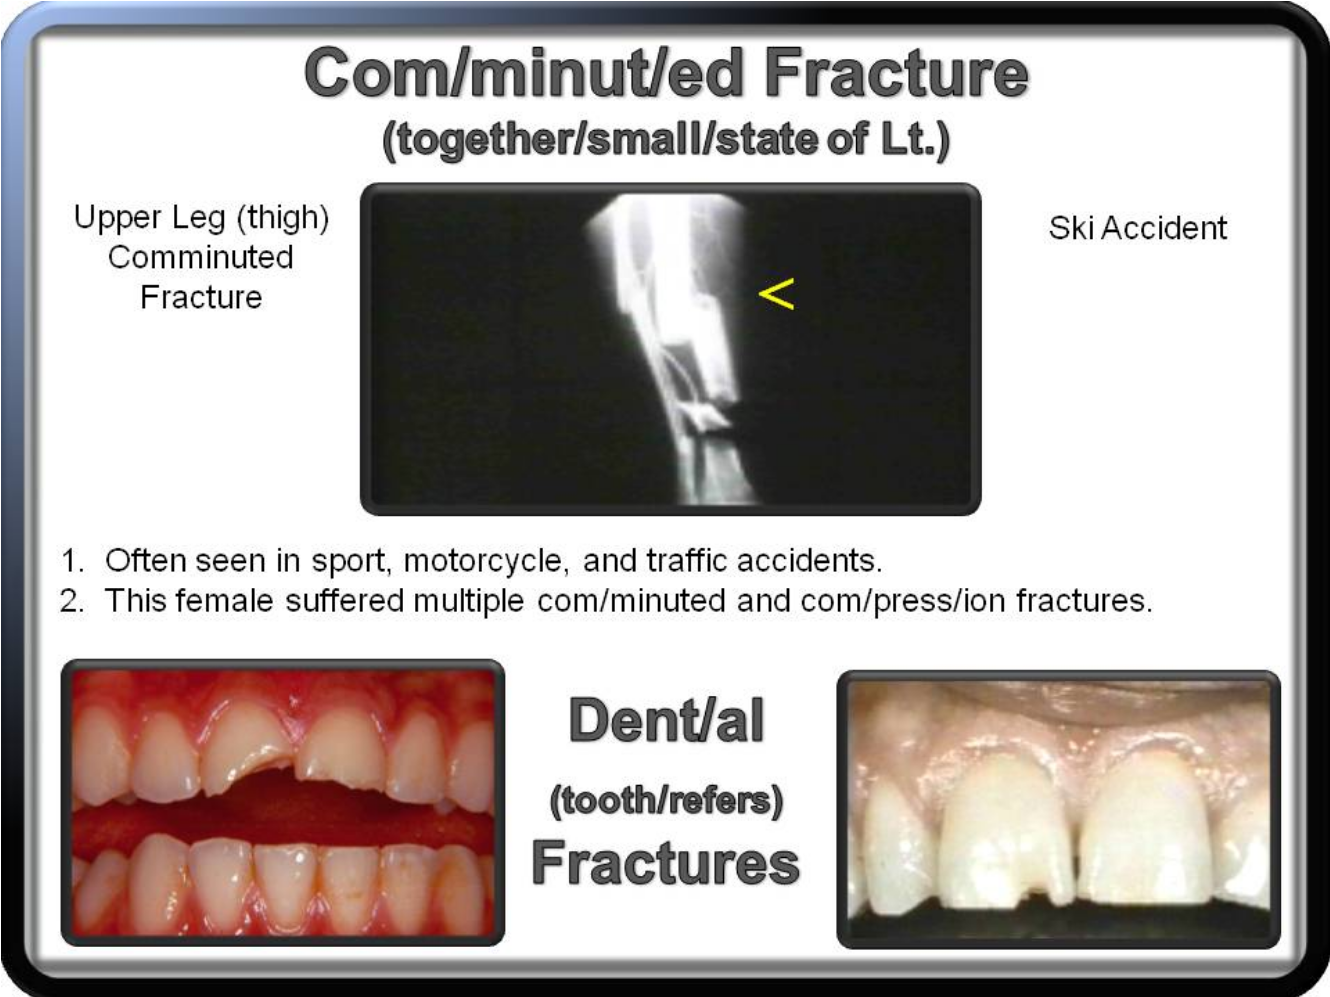 Com/minut/ed Fracture
(together/small/state of Lt.)
Upper Leg (thigh)
Comminuted
Fracture
<
Ski Accident
1. Often seen in sport, motorcycle, and traffic accidents.
2. This female suffered multiple com/minuted and com/press/ion fractures.
Dent/al
(tooth/refers)
Fractures